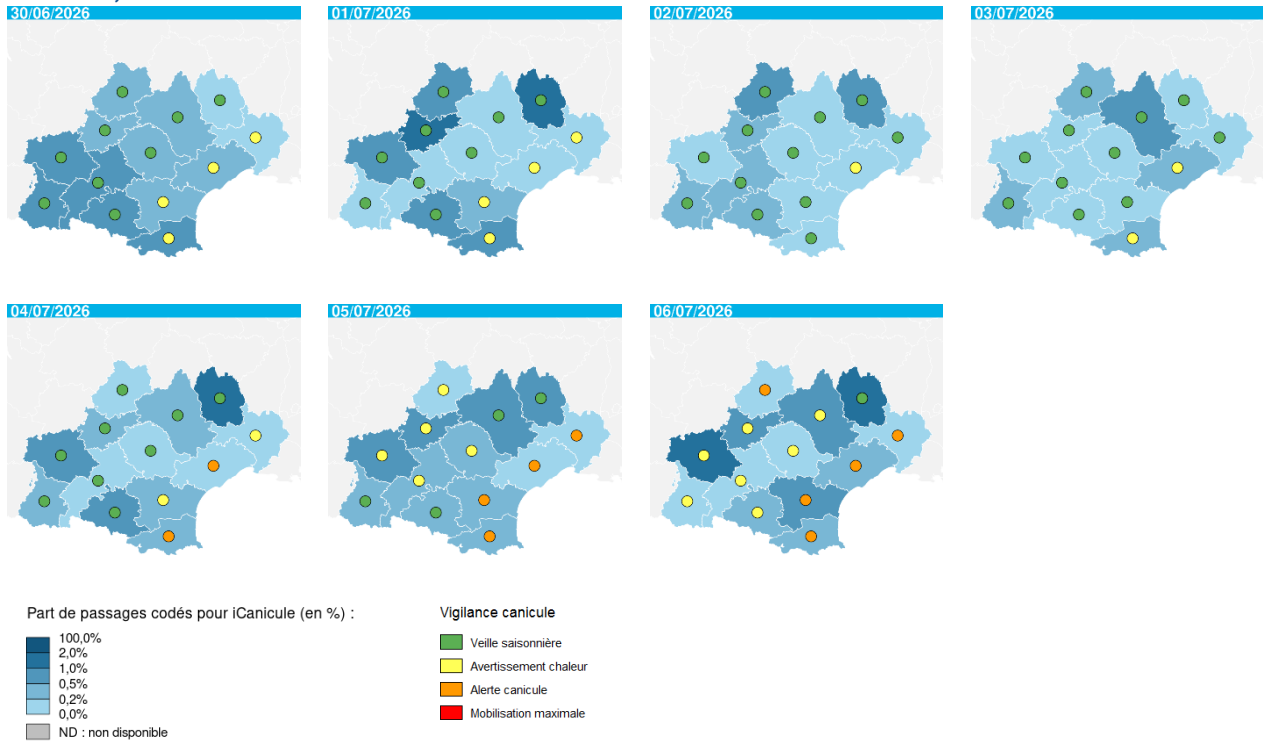 30/06/2026
01/07/2026
02/07/2026
03/07/2026
04/07/2026
05/07/2026
06/07/2026
Part de passages codés pour iCanicule (en %) :
100,0%
2,0%
1,0%
0,5%
0,2%
0,0%
ND : non disponible
Vigilance canicule
Veille saisonnière
Avertissement chaleur
Alerte canicule
Mobilisation maximale